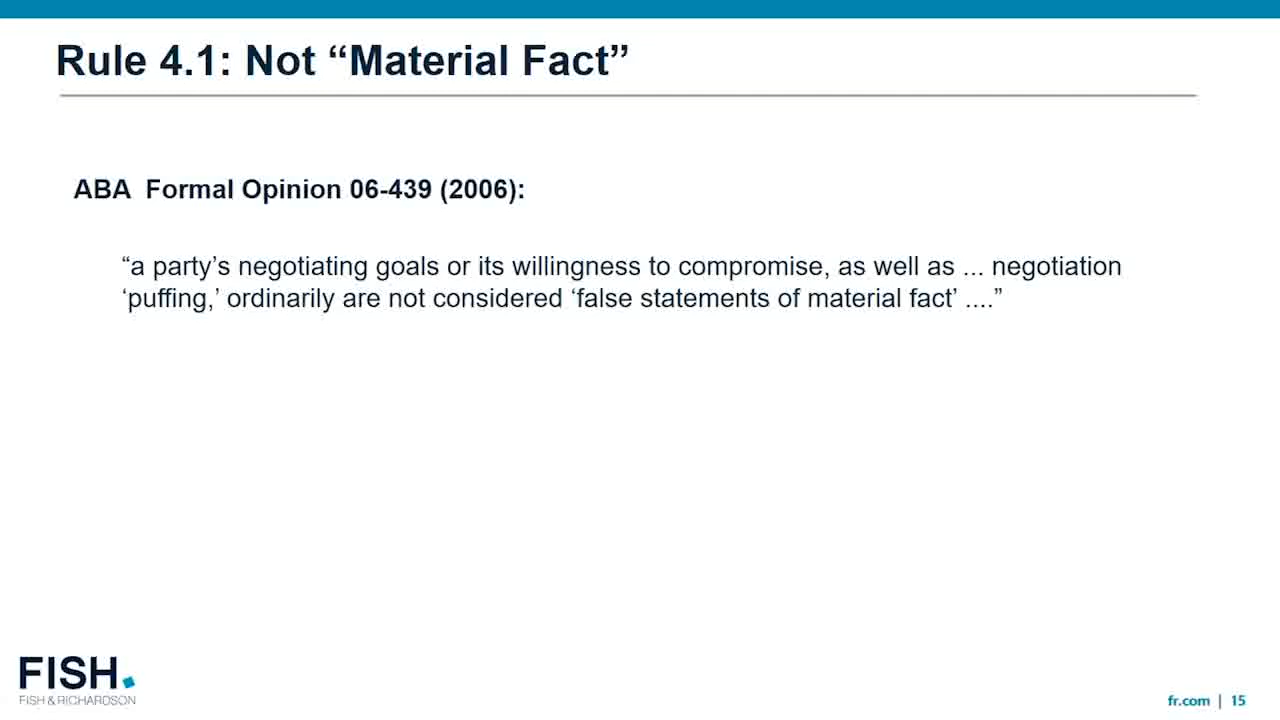 Rule 4.1: Not “Material Fact”
ABA  Formal Opinion 06-439 (2006):
“a party’s negotiating goals or its willingness to compromise, as well as ... negotiation
‘puffing,’ ordinarily are not considered ‘false statements of material fact’ ....”
FISH.
FISH & RICHARDSON
fr.com | 15